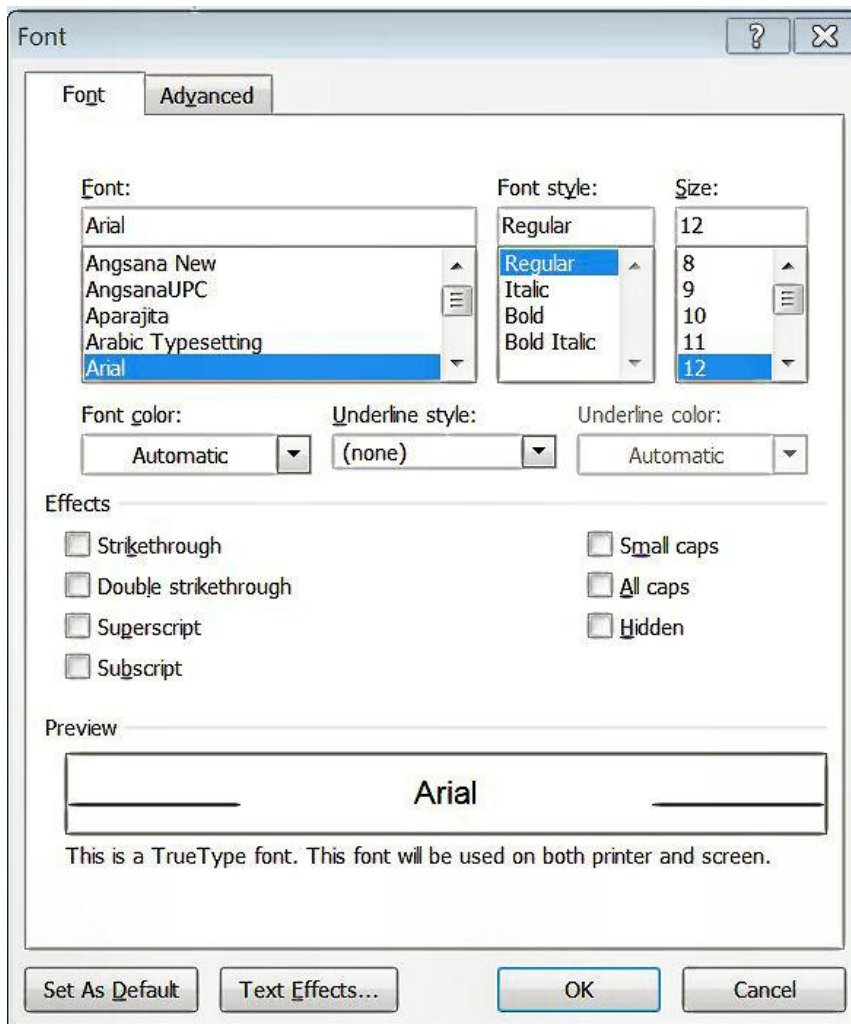 Font
Font Advanced
Font: Font style: Size:
Arial Regular 12
Angsana New Regular 8
AngsanaUPC Italic 9
Aparajita Bold 10
Arabic Typesetting Bold Italic 11
Arial 12
Font color: Underline style: Underline color:
Automatic (none) Automatic
Effects
Strikethrough Small caps
Double strikethrough All caps
Superscript Hidden
Subscript
Preview
Arial
This is a TrueType font. This font will be used on both printer and screen.
Set As Default Text Effects... OK Cancel